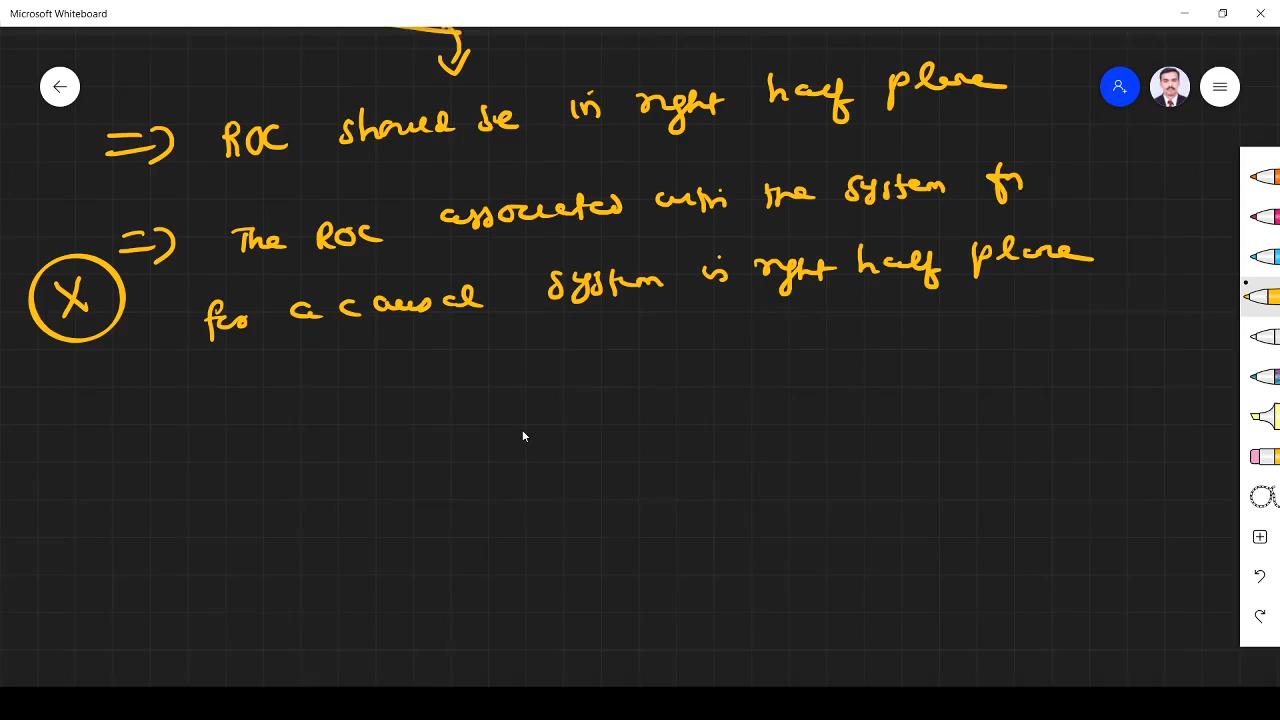 Microsoft Whiteboard
=> ROC should be in right half plane
=> The ROC associated with the system fn
X for a causal system is right half plane